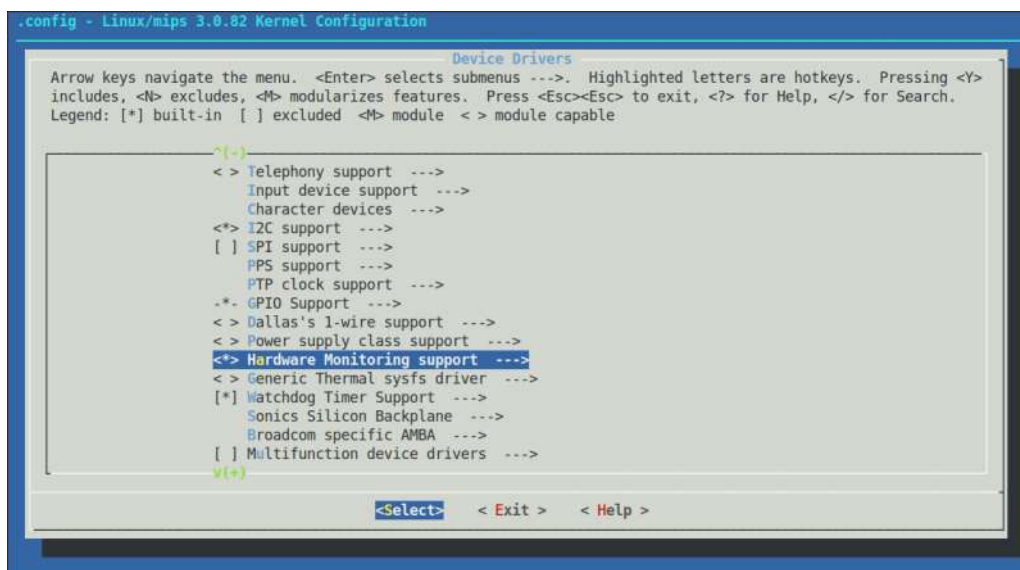 .config - Linux/mips 3.0.82 Kernel Configuration
Device Drivers
Arrow keys navigate the menu.  <Enter> selects submenus --->.  Highlighted letters are hotkeys.  Pressing <Y>
includes, <N> excludes, <M> modularizes features.  Press <Esc><Esc> to exit, <?> for Help, </> for Search.
Legend: [*] built-in  [ ] excluded  <M> module  < > module capable
^(-)
< > Telephony support  --->
Input device support  --->
Character devices  --->
<*> I2C support  --->
[ ] SPI support  --->
PPS support  --->
PTP clock support  --->
-*- GPIO Support  --->
< > Dallas's 1-wire support  --->
< > Power supply class support  --->
<*> Hardware Monitoring support  --->
< > Generic Thermal sysfs driver  --->
[*] Watchdog Timer Support  --->
Sonics Silicon Backplane  --->
Broadcom specific AMBA  --->
[ ] Multifunction device drivers  --->
v(+)
<Select>    < Exit >    < Help >